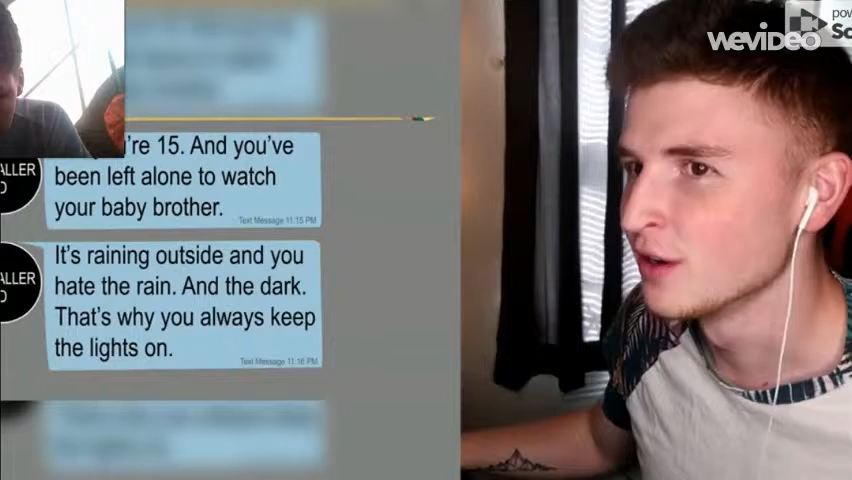 WEVIDEO
're 15. And you've
been left alone to watch
your baby brother.
Text Message 11:15 PM
It's raining outside and you
hate the rain. And the dark.
That's why you always keep
the lights on.
Text Message 11:16 PM